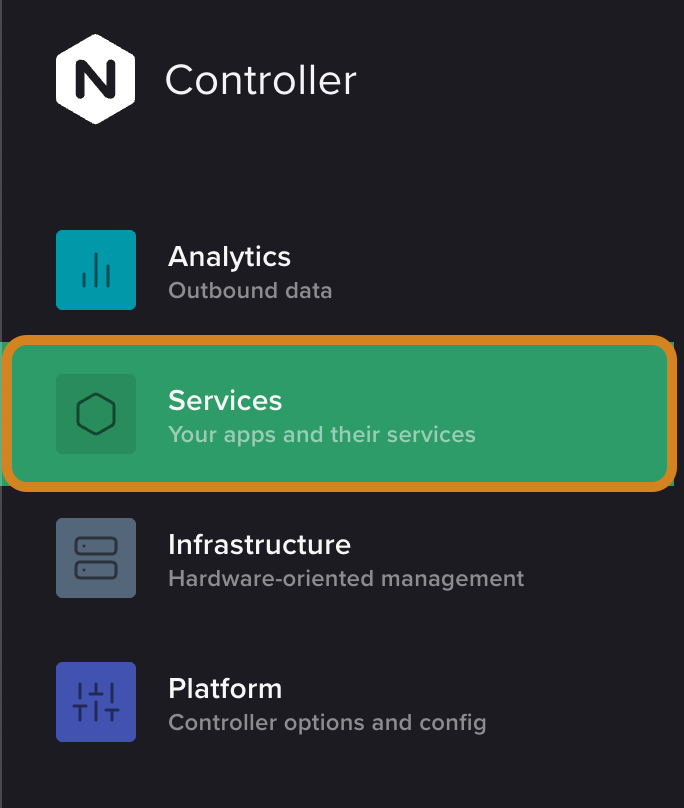 N Controller
Analytics
Outbound data
Services
Your apps and their services
Infrastructure
Hardware-oriented management
Platform
Controller options and config